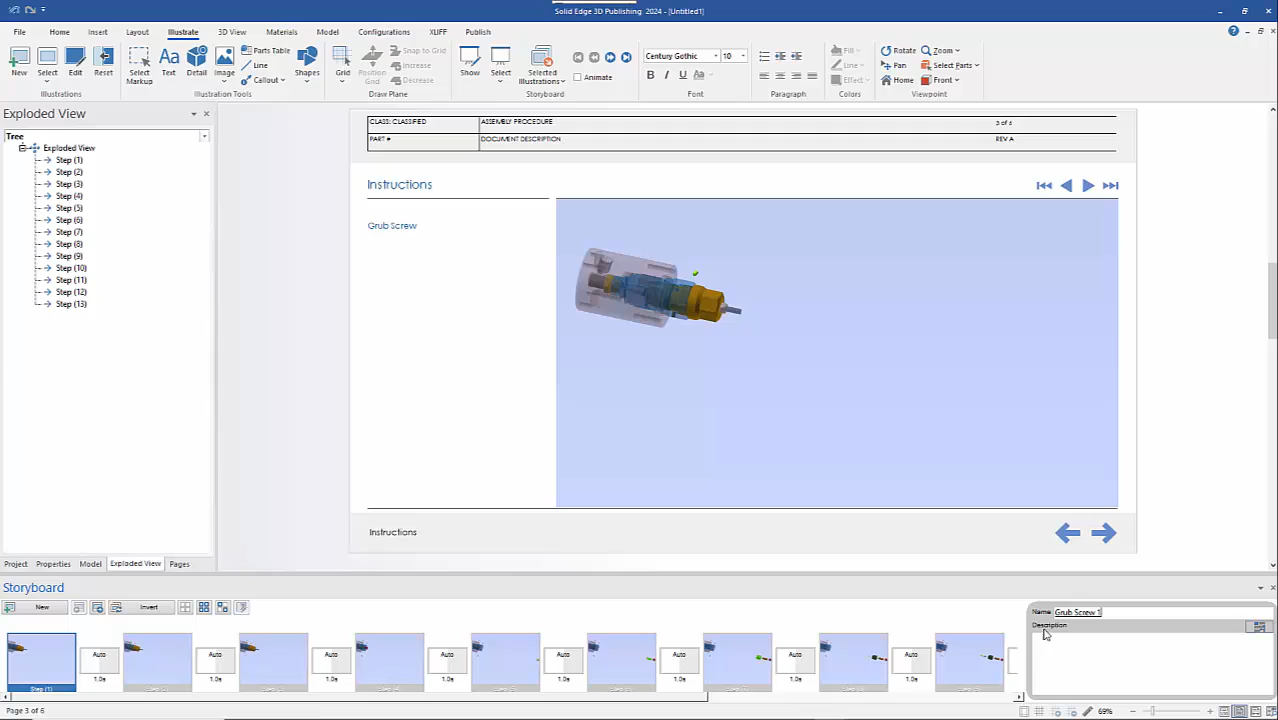 Solid Edge 3D Publishing 2024 - [Untitled1]
File Home Insert Layout Illustrate 3D View Materials Model Configurations XLIFF Publish
New Select Edit Reset
Illustrations
Select Markup Text Detail Image Parts Table Line Callout Shapes
Illustration Tools
Grid Position Grid Snap to Grid Increase Decrease
Draw Plane
Show Select Selected Illustrations Animate
Storyboard
Century Gothic 10
B I U Aa
Font
Paragraph
Fill Line Effect
Colors
Rotate Zoom
Pan Select Parts
Home Front
Viewpoint
Exploded View
Tree
Exploded View
Step (1)
Step (2)
Step (3)
Step (4)
Step (5)
Step (6)
Step (7)
Step (8)
Step (9)
Step (10)
Step (11)
Step (12)
Step (13)
CLASS: CLASSIFIED ASSEMBLY PROCEDURE 3 of 6
PART # DOCUMENT DESCRIPTION REV A
Instructions
Grub Screw
Instructions
Project Properties Model Exploded View Pages
Storyboard
New Invert
Name Grub Screw 1
Description
Auto Auto Auto Auto Auto Auto Auto Auto
1.0s 1.0s 1.0s 1.0s 1.0s 1.0s 1.0s 1.0s
Step (1)
Page 3 of 6
69%